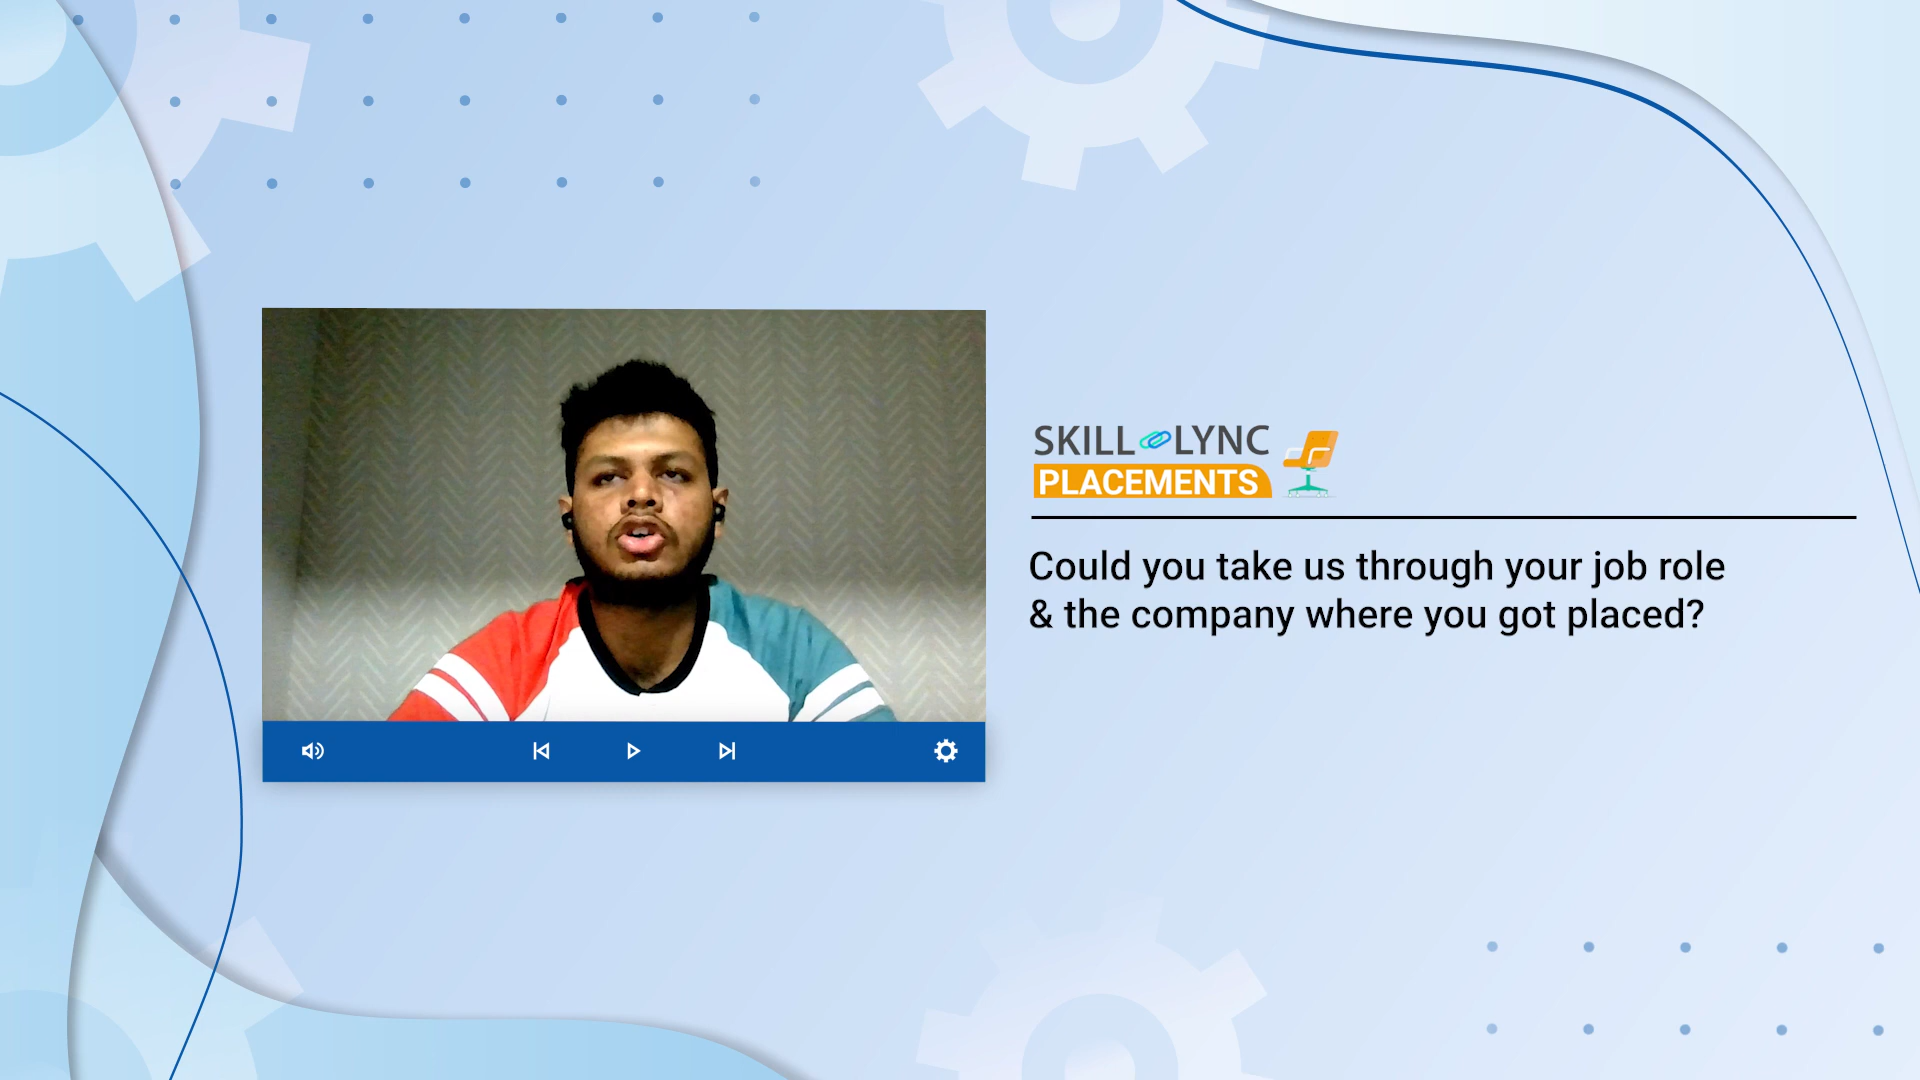 SKILL LYNC
PLACEMENTS
Could you take us through your job role
& the company where you got placed?